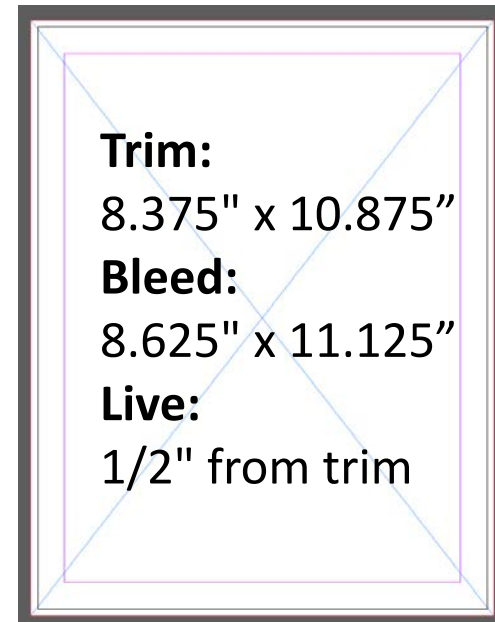 Trim:
8.375" x 10.875”
Bleed:
8.625" x 11.125”
Live:
1/2" from trim